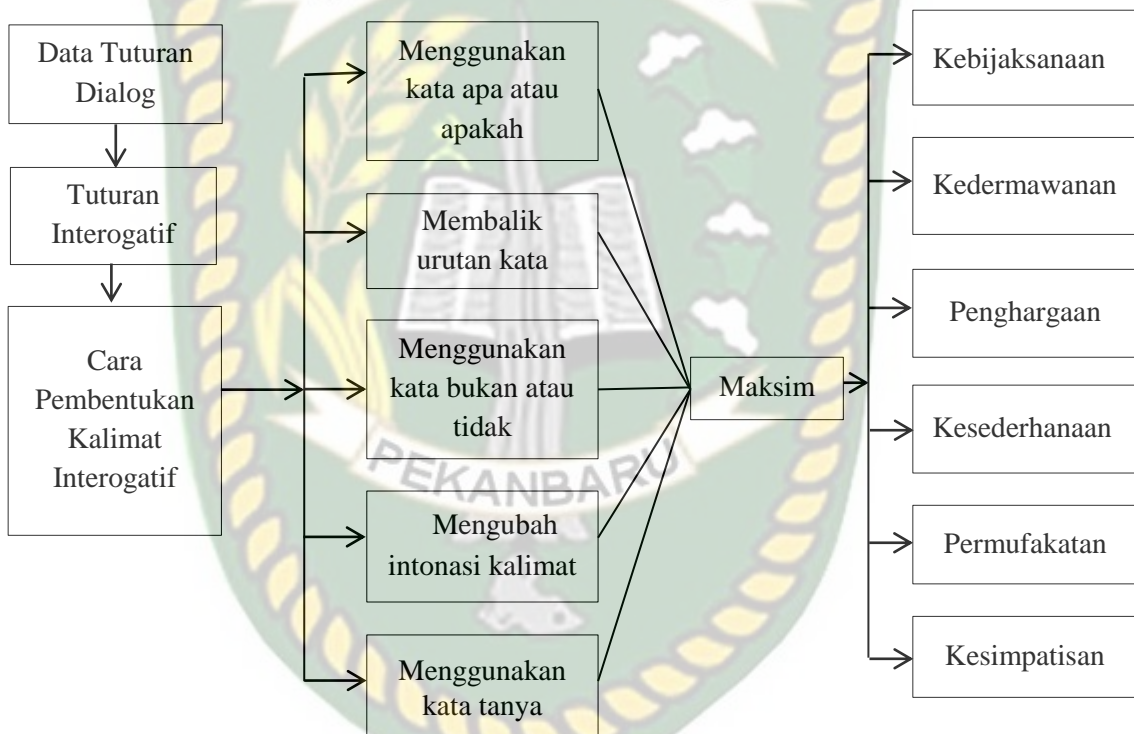 Data Tuturan
Dialog
Tuturan
Interogatif
Cara
Pembentukan
Kalimat
Interogatif
Menggunakan
kata apa atau
apakah
Membalik
urutan kata
Menggunakan
kata bukan atau
tidak
Mengubah
intonasi kalimat
Menggunakan
kata tanya
Maksim
Kebijaksanaan
Kedermawanan
Penghargaan
Kesederhanaan
Permufakatan
Kesimpatisan
PEKANBARU